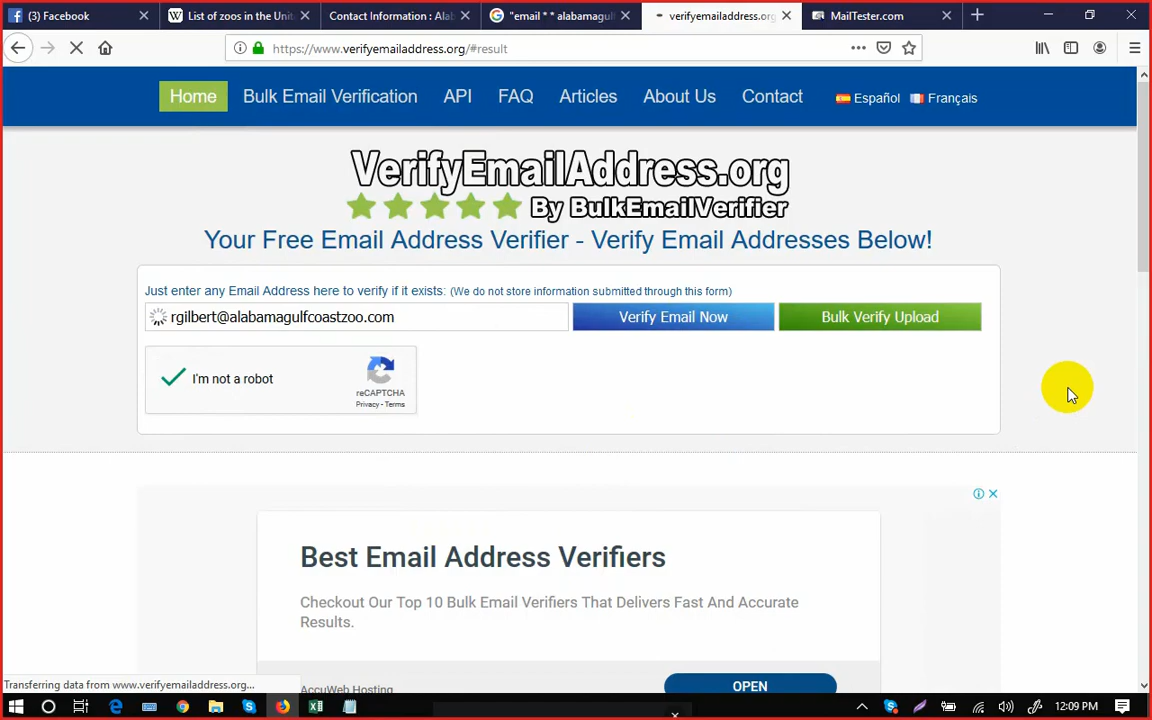 (3) Facebook
List of zoos in the Unit
Contact Information : Alab
"email * * alabamagulf
verifyemailaddress.org
MailTester.com
https://www.verifyemailaddress.org/#result
Home
Bulk Email Verification
API
FAQ
Articles
About Us
Contact
Español
Français
VerifyEmailAddress.org
By BulkEmailVerifier
Your Free Email Address Verifier - Verify Email Addresses Below!
Just enter any Email Address here to verify if it exists: (We do not store information submitted through this form)
rgilbert@alabamagulfcoastzoo.com
Verify Email Now
Bulk Verify Upload
I'm not a robot
reCAPTCHA
Privacy - Terms
Best Email Address Verifiers
Checkout Our Top 10 Bulk Email Verifiers That Delivers Fast And Accurate
Results.
AccuWeb Hosting
OPEN
Transferring data from www.verifyemailaddress.org...
12:09 PM